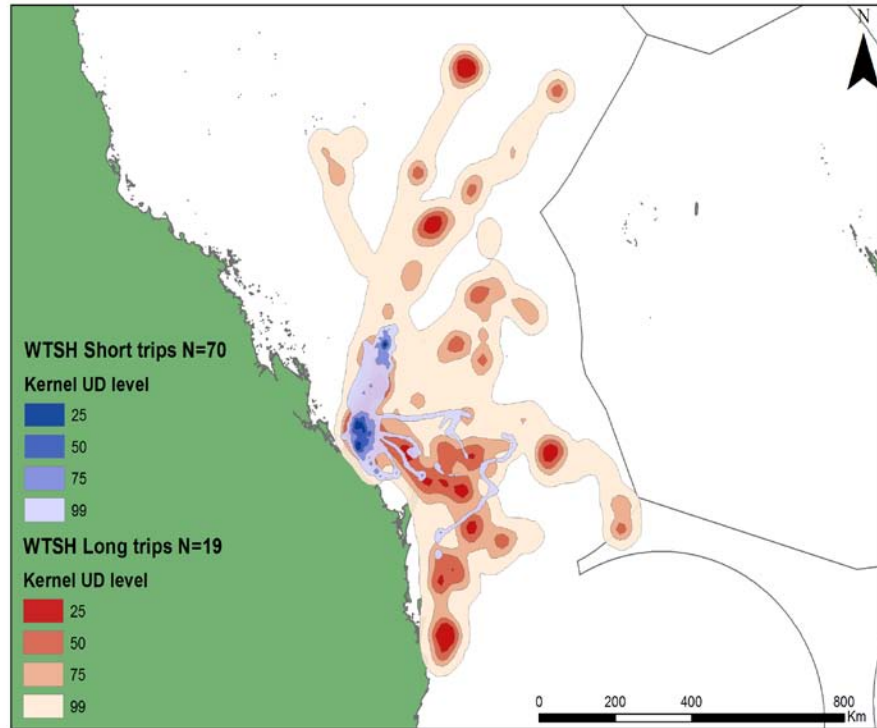 N
WTSH Short trips N=70
Kernel UD level
25
50
75
99
WTSH Long trips N=19
Kernel UD level
25
50
75
99
0 200 400 800
Km